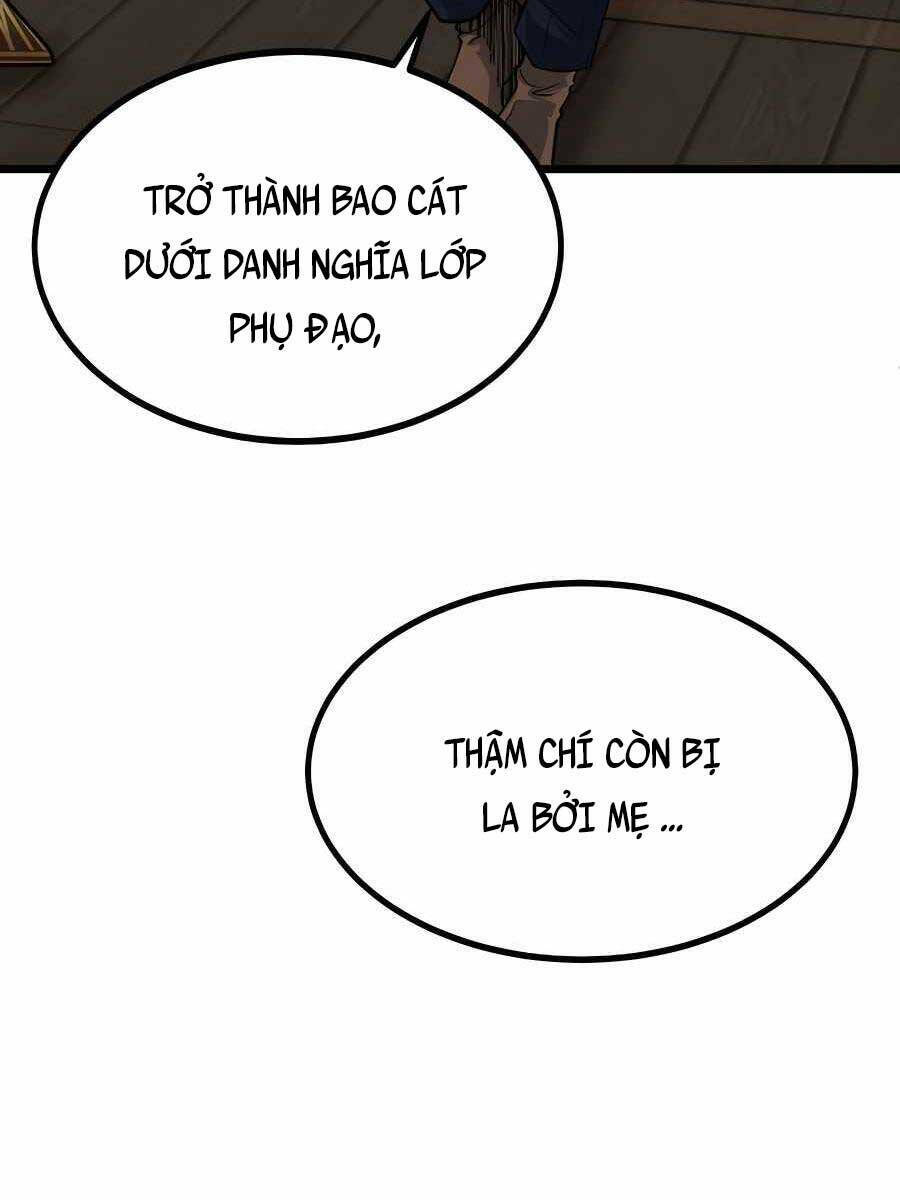 TRỞ THÀNH BAO CÁT
DƯỚI DANH NGHĨA LỚP
PHỤ ĐẠO,
THẬM CHÍ CÒN BỊ
LA BỞI MẸ ...